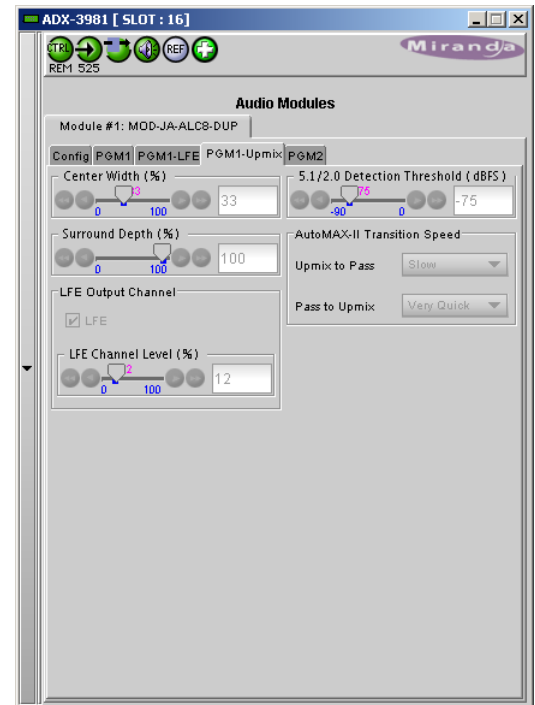 ADX-3981 [ SLOT : 16]
CTRL REF
REM 525
Miranda
Audio Modules
Module #1: MOD-JA-ALC8-DUP
Config PGM1 PGM1-LFE PGM1-Upmix PGM2
Center Width (%)
0 100
33
Surround Depth (%)
0 100
100
LFE Output Channel
LFE
LFE Channel Level (%)
0 100
12
5.1/2.0 Detection Threshold ( dBFS )
75
-90 0
-75
AutoMAX-II Transition Speed
Upmix to Pass Slow
Pass to Upmix Very Quick